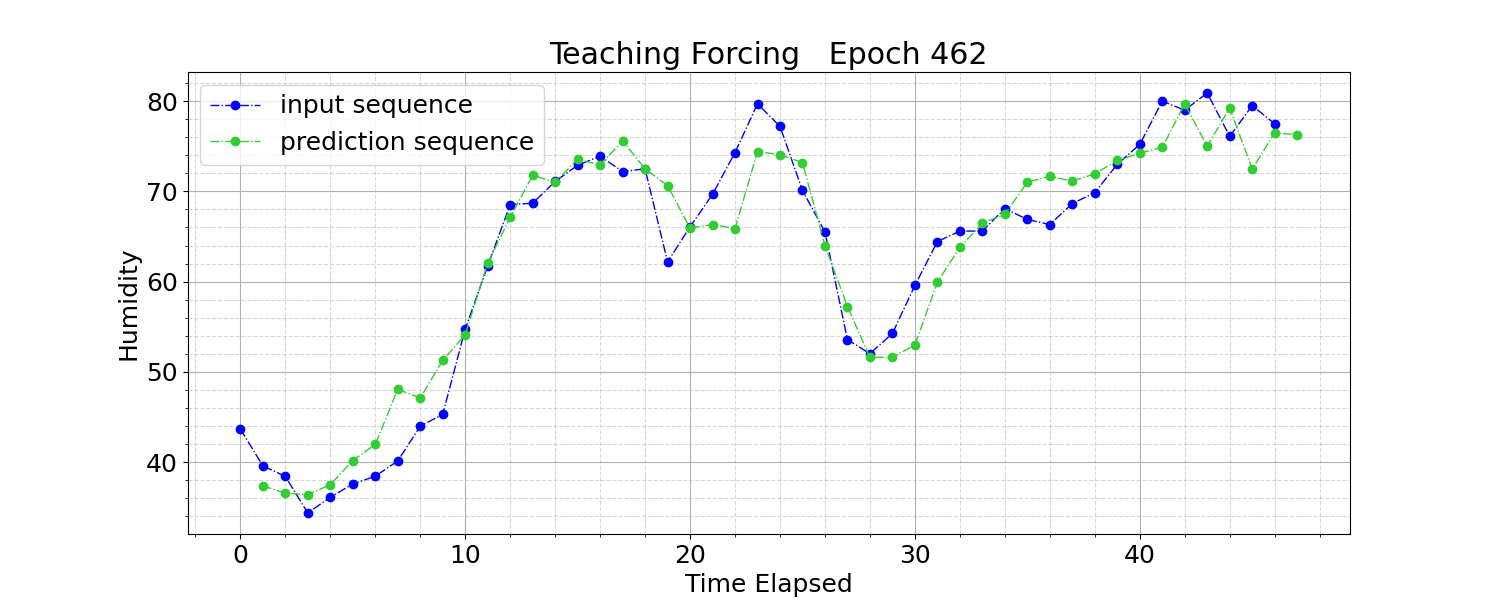 Teaching Forcing   Epoch 462
input sequence
prediction sequence
Humidity
80
70
60
50
40
0 10 20 30 40
Time Elapsed